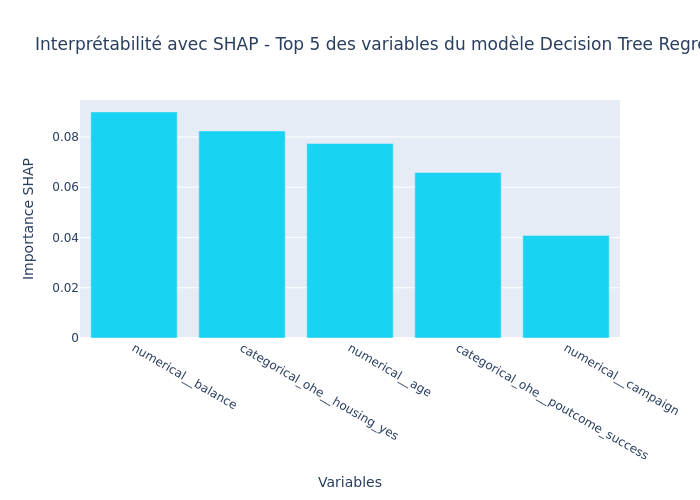 Interprétabilité avec SHAP - Top 5 des variables du modèle Decision Tree Regre
Importance SHAP
0.08
0.06
0.04
0.02
0
numerical__balance
categorical_ohe__housing_yes
numerical__age
categorical_ohe__poutcome_success
numerical__campaign
Variables